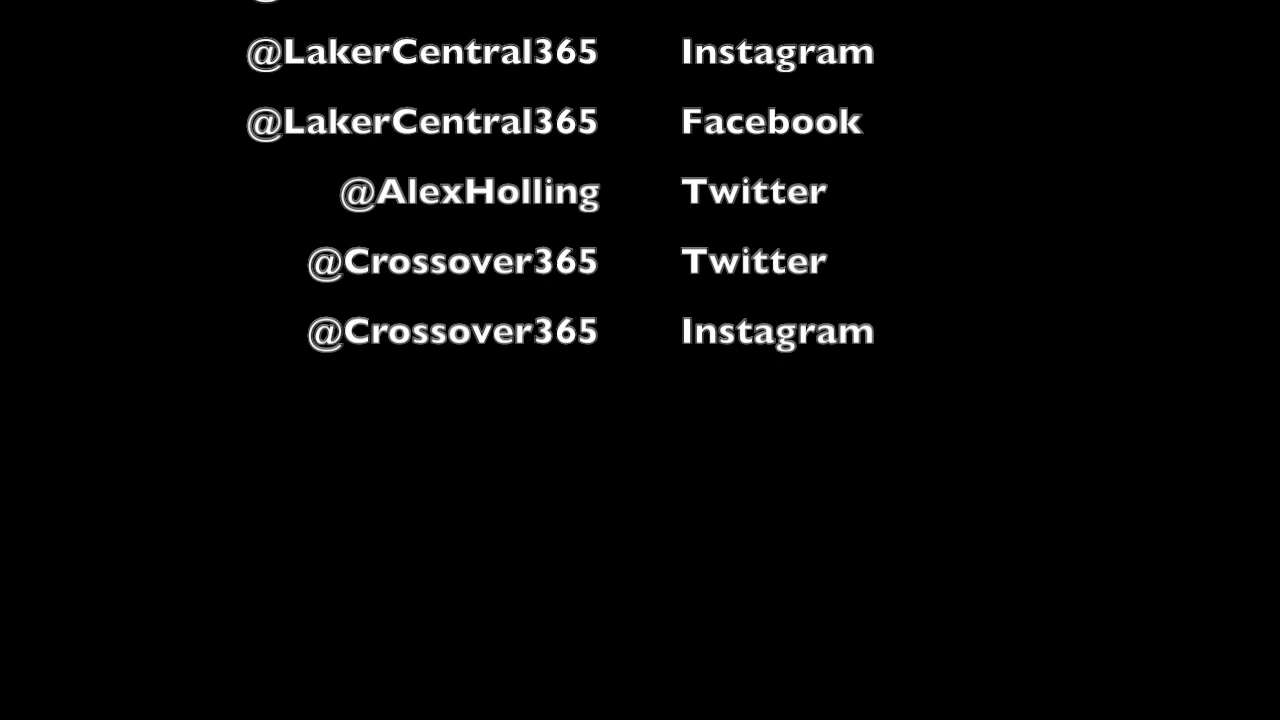 @LakerCentral365 Instagram
@LakerCentral365 Facebook
@AlexHolling Twitter
@Crossover365 Twitter
@Crossover365 Instagram